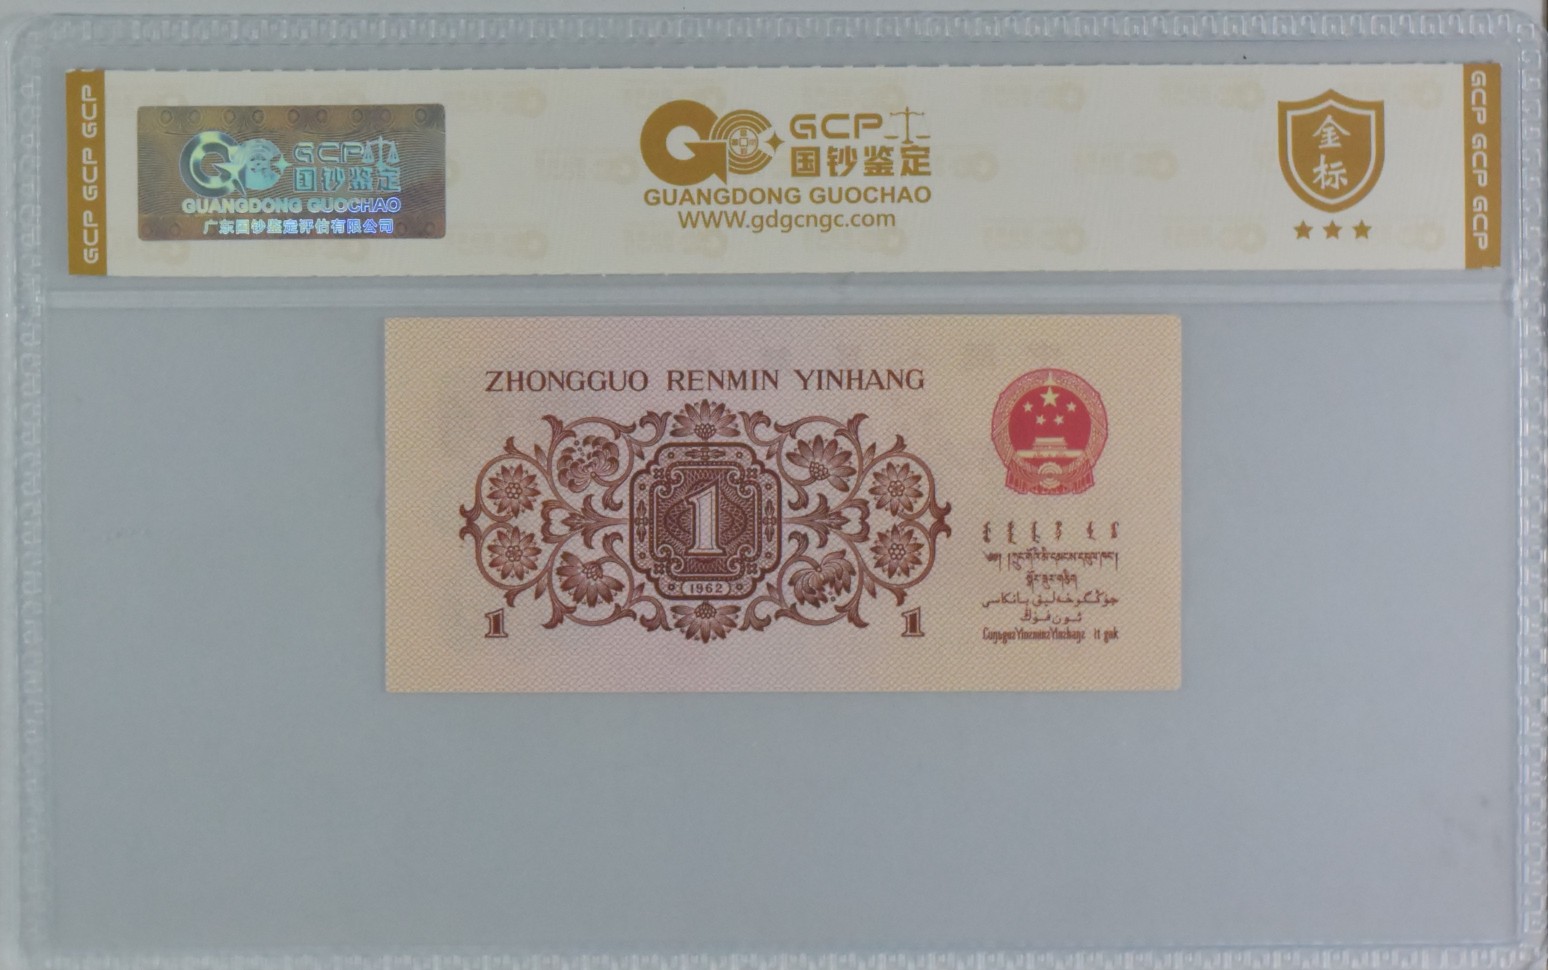 GCP GCP GCP
GCP
国钞鉴定
GUANGDONG GUOCHAO
广东国钞鉴定评估有限公司
GCP
国钞鉴定
GUANGDONG GUOCHAO
WWW.gdgcngc.com
金
标
GCP GCP GCP
ZHONGGUO RENMIN YINHANG
1
(1962)
1
1